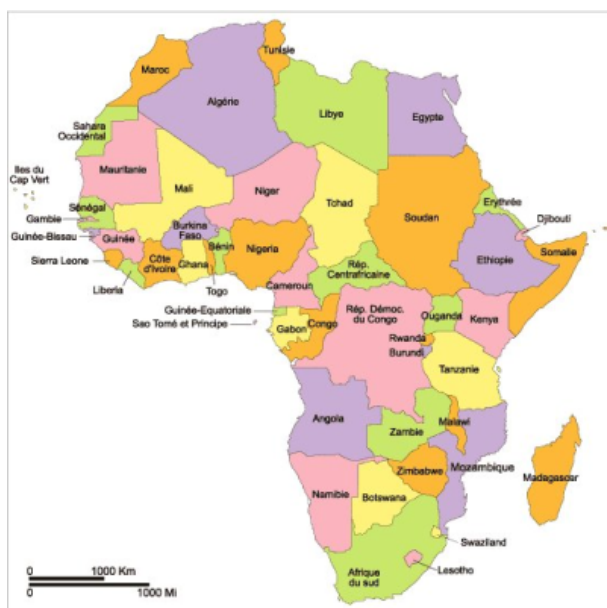 Tunisie
Maroc
Algérie
Libye
Egypte
Sahara
Occidental
Mauritanie
Iles du
Cap Vert
Mali
Niger
Tchad
Soudan
Erythrée
Djibouti
Sénégal
Gambie
Guinée-Bissau
Guinée
Burkina
Faso
Bénin
Nigeria
Sierra Leone
Côte
d'Ivoire
Ghana
Togo
Liberia
Rép.
Centrafricaine
Ethiopie
Somalie
Cameroun
Guinée-Equatoriale
Sao Tomé et Principe
Gabon
Congo
Rép. Démoc.
du Congo
Ouganda
Kenya
Rwanda
Burundi
Tanzanie
Angola
Zambie
Malawi
Mozambique
Zimbabwe
Madagascar
Namibie
Botswana
Swaziland
Lesotho
Afrique
du sud
0 1000 Km
0 1000 Mi